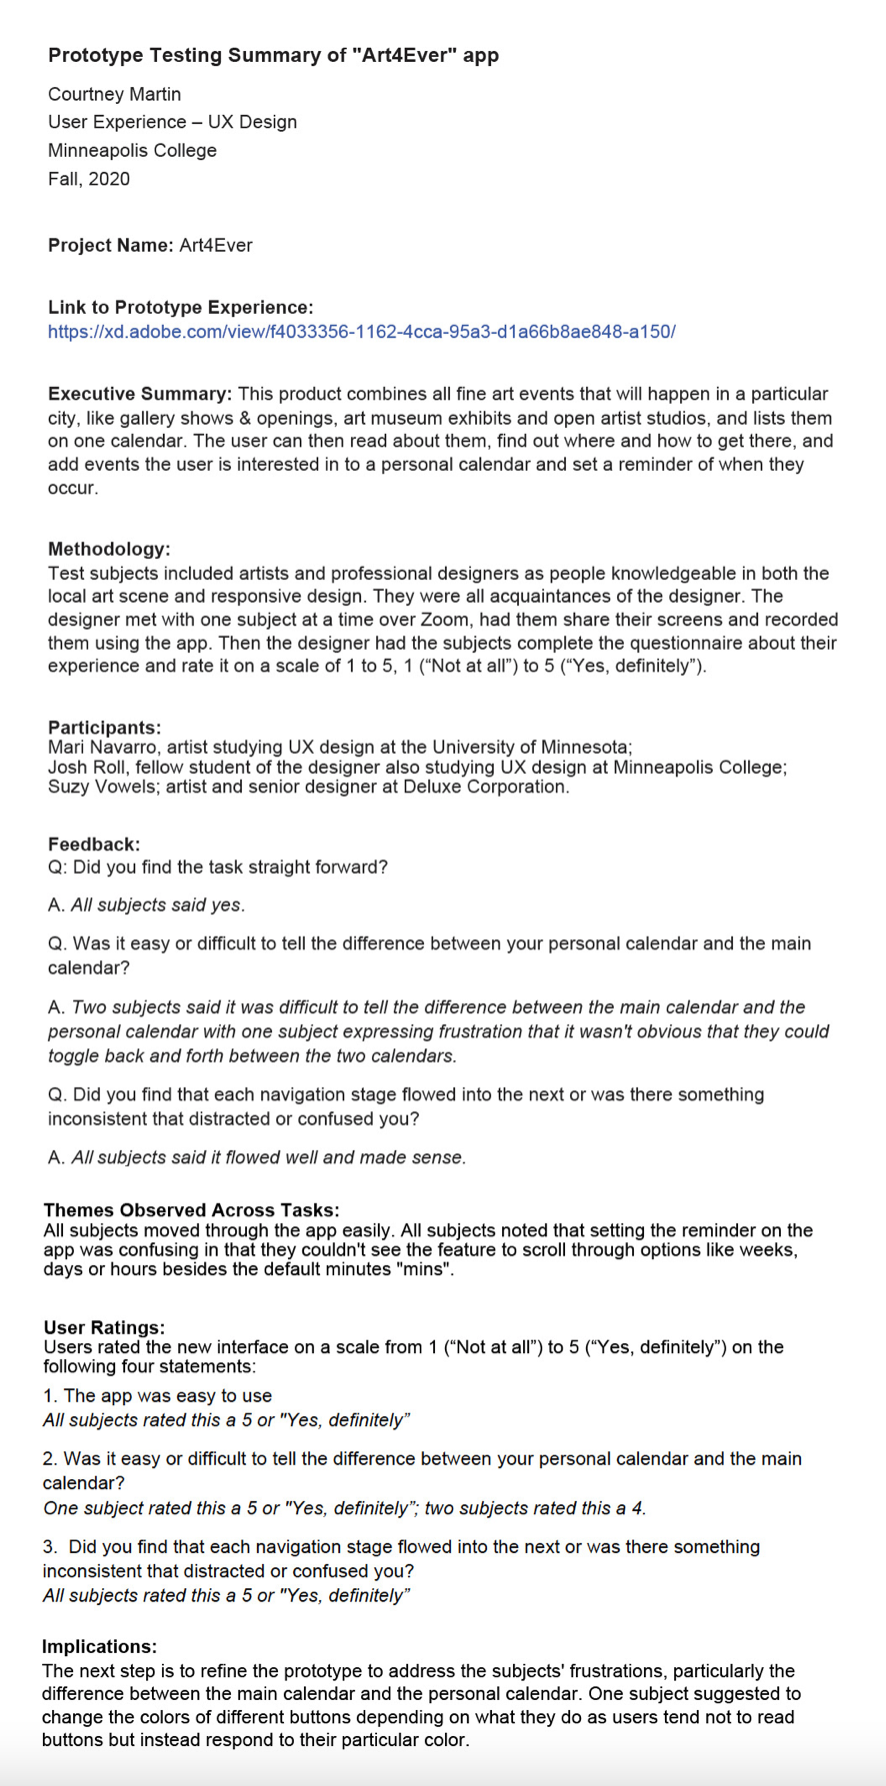 Prototype Testing Summary of "Art4Ever" app
Courtney Martin
User Experience – UX Design
Minneapolis College
Fall, 2020
Project Name: Art4Ever
Link to Prototype Experience:
https://xd.adobe.com/view/f4033356-1162-4cca-95a3-d1a66b8ae848-a150/
Executive Summary: This product combines all fine art events that will happen in a particular
city, like gallery shows & openings, art museum exhibits and open artist studios, and lists them
on one calendar. The user can then read about them, find out where and how to get there, and
add events the user is interested in to a personal calendar and set a reminder of when they
occur.
Methodology:
Test subjects included artists and professional designers as people knowledgeable in both the
local art scene and responsive design. They were all acquaintances of the designer. The
designer met with one subject at a time over Zoom, had them share their screens and recorded
them using the app. Then the designer had the subjects complete the questionnaire about their
experience and rate it on a scale of 1 to 5, 1 (“Not at all”) to 5 (“Yes, definitely”).
Participants:
Mari Navarro, artist studying UX design at the University of Minnesota;
Josh Roll, fellow student of the designer also studying UX design at Minneapolis College;
Suzy Vowels; artist and senior designer at Deluxe Corporation.
Feedback:
Q: Did you find the task straight forward?
A. All subjects said yes.
Q. Was it easy or difficult to tell the difference between your personal calendar and the main
calendar?
A. Two subjects said it was difficult to tell the difference between the main calendar and the
personal calendar with one subject expressing frustration that it wasn't obvious that they could
toggle back and forth between the two calendars.
Q. Did you find that each navigation stage flowed into the next or was there something
inconsistent that distracted or confused you?
A. All subjects said it flowed well and made sense.
Themes Observed Across Tasks:
All subjects moved through the app easily. All subjects noted that setting the reminder on the
app was confusing in that they couldn't see the feature to scroll through options like weeks,
days or hours besides the default minutes "mins".
User Ratings:
Users rated the new interface on a scale from 1 (“Not at all”) to 5 (“Yes, definitely”) on the
following four statements:
1. The app was easy to use
All subjects rated this a 5 or "Yes, definitely”
2. Was it easy or difficult to tell the difference between your personal calendar and the main
calendar?
One subject rated this a 5 or "Yes, definitely”; two subjects rated this a 4.
3. Did you find that each navigation stage flowed into the next or was there something
inconsistent that distracted or confused you?
All subjects rated this a 5 or "Yes, definitely”
Implications:
The next step is to refine the prototype to address the subjects' frustrations, particularly the
difference between the main calendar and the personal calendar. One subject suggested to
change the colors of different buttons depending on what they do as users tend not to read
buttons but instead respond to their particular color.